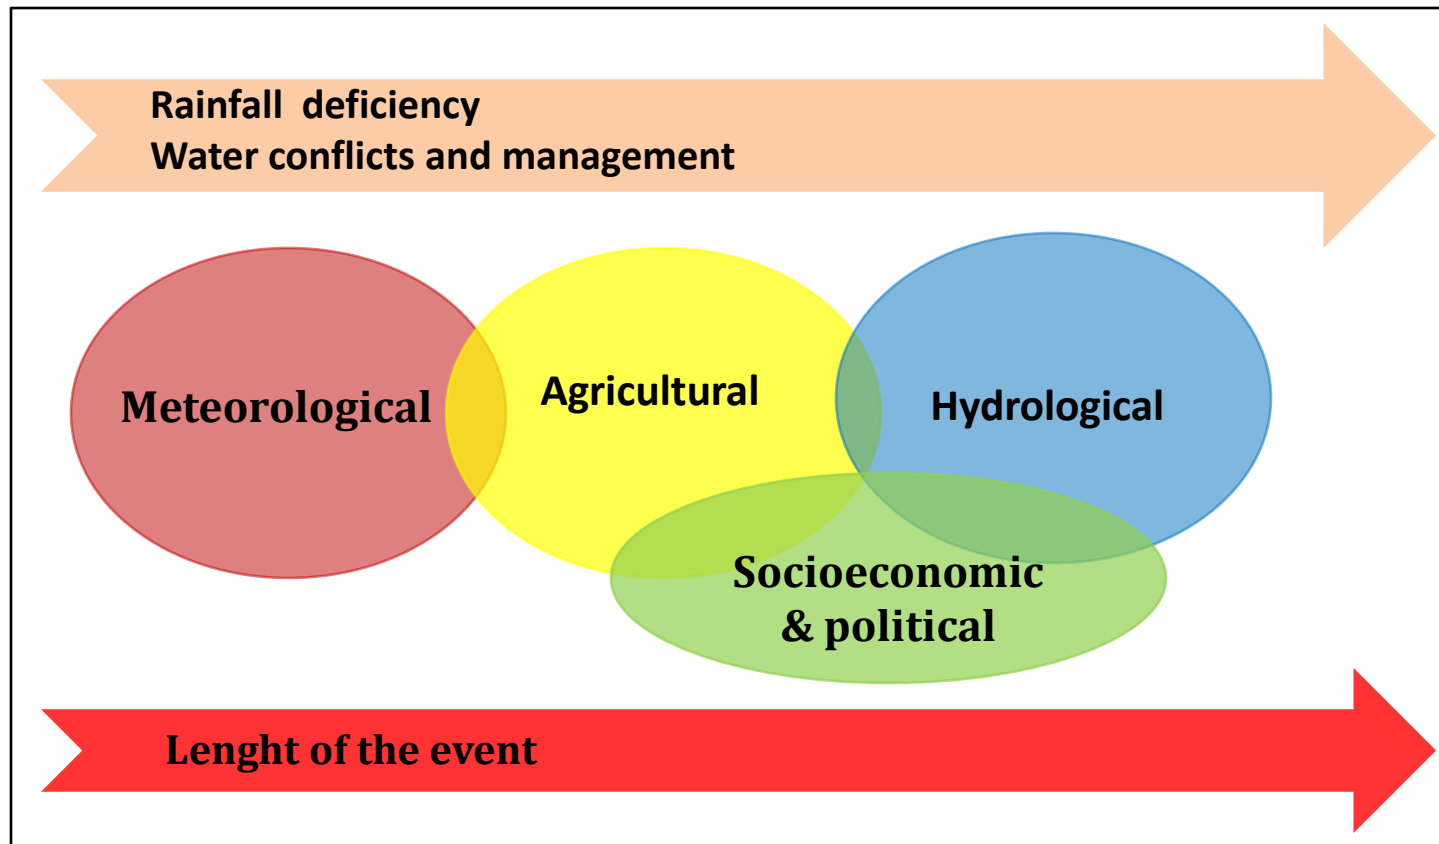 Rainfall deficiency
Water conflicts and management
Meteorological
Agricultural
Hydrological
Socioeconomic
& political
Lenght of the event